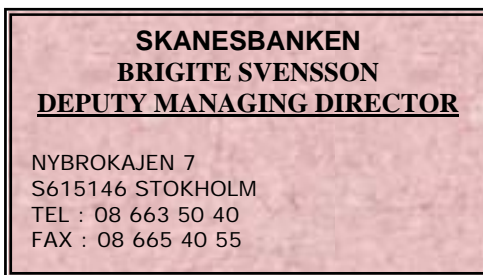 SKANESBANKEN
BRIGITE SVENSSON
DEPUTY MANAGING DIRECTOR
NYBROKAJEN 7
S615146 STOKHOLM
TEL : 08 663 50 40
FAX : 08 665 40 55